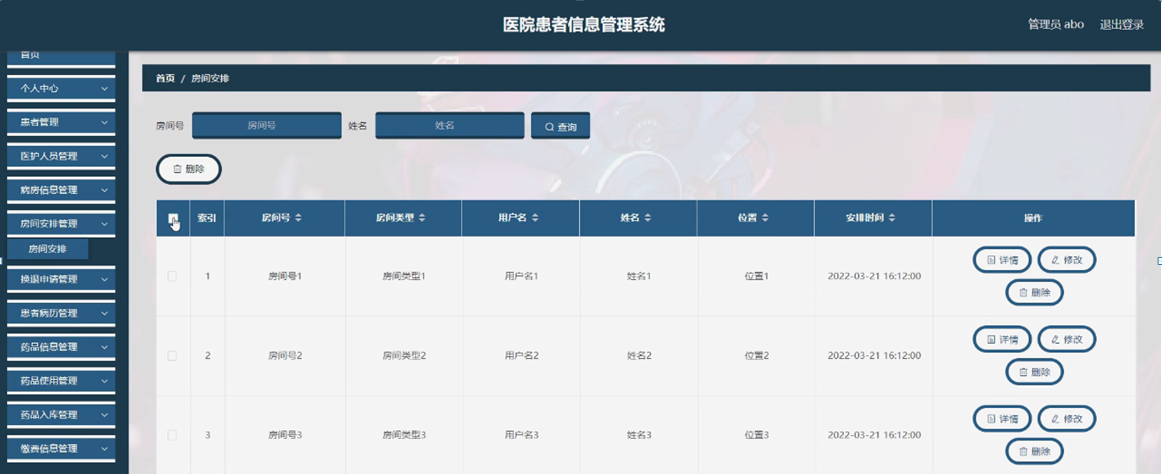 医院患者信息管理系统
管理员 abo 退出登录
首页
个人中心
患者管理
医护人员管理
病房信息管理
房间安排管理
房间安排
换退申请管理
患者病历管理
药品信息管理
药品使用管理
药品入库管理
缴费信息管理
首页 / 房间安排
房间号 房间号 姓名 姓名 查询
删除
索引 房间号 房间类型 用户名 姓名 位置 安排时间 操作
1 房间号1 房间类型1 用户名1 姓名1 位置1 2022-03-21 16:12:00 详情 修改
删除
2 房间号2 房间类型2 用户名2 姓名2 位置2 2022-03-21 16:12:00 详情 修改
删除
3 房间号3 房间类型3 用户名3 姓名3 位置3 2022-03-21 16:12:00 详情 修改
删除